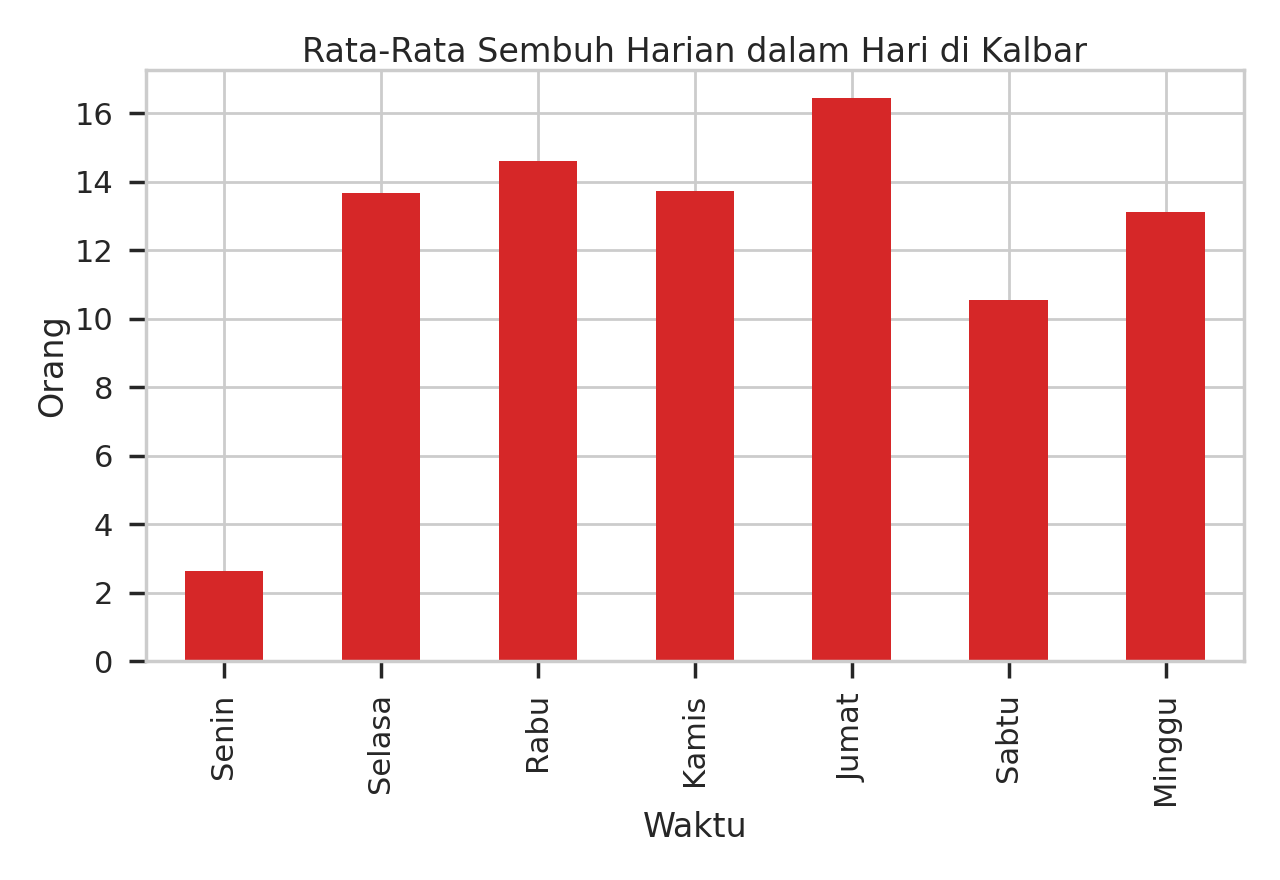 Rata-Rata Sembuh Harian dalam Hari di Kalbar
16
14
12
10
8
6
4
2
0
Orang
Senin
Selasa
Rabu
Kamis
Jumat
Sabtu
Minggu
Waktu